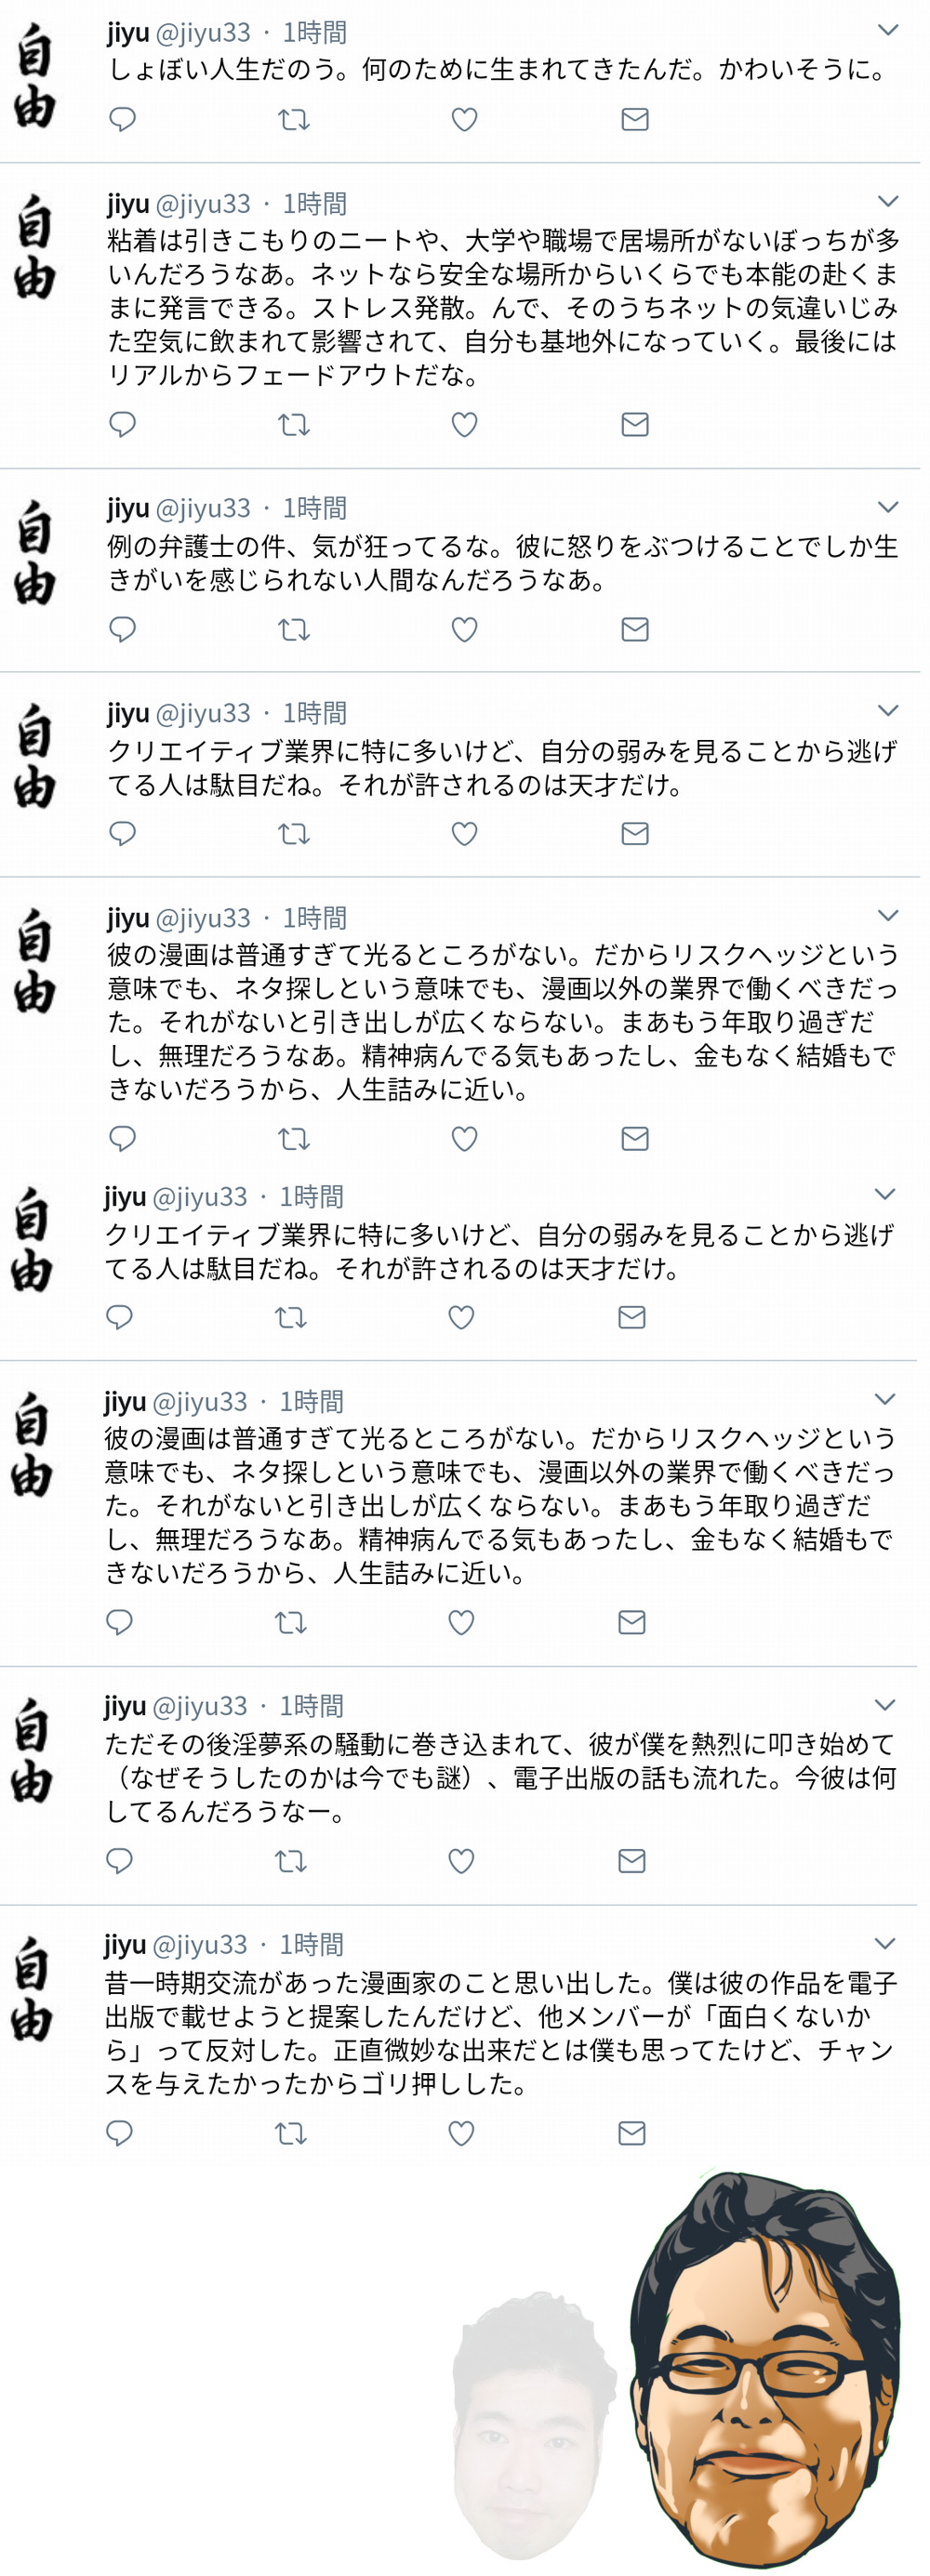 自由
jiyu @jiyu33 · 1時間
しょぼい人生だのう。何のために生まれてきたんだ。かわいそうに。
自由
jiyu @jiyu33 · 1時間
粘着は引きこもりのニートや、大学や職場で居場所がないぼっちが多
いんだろうなあ。ネットなら安全な場所からいくらでも本能の赴くま
まに発言できる。ストレス発散。んで、そのうちネットの気違いじみ
た空気に飲まれて影響されて、自分も基地外になっていく。最後には
リアルからフェードアウトだな。
自由
jiyu @jiyu33 · 1時間
例の弁護士の件、気が狂ってるな。彼に怒りをぶつけることでしか生
きがいを感じられない人間なんだろうなあ。
自由
jiyu @jiyu33 · 1時間
クリエイティブ業界に特に多いけど、自分の弱みを見ることから逃げ
てる人は駄目だね。それが許されるのは天才だけ。
自由
jiyu @jiyu33 · 1時間
彼の漫画は普通すぎて光るところがない。だからリスクヘッジという
意味でも、ネタ探しという意味でも、漫画以外の業界で働くべきだっ
た。それがないと引き出しが広くならない。まあもう年取り過ぎだ
し、無理だろうなあ。精神病んでる気もあったし、金もなく結婚もで
きないだろうから、人生詰みに近い。
自由
jiyu @jiyu33 · 1時間
クリエイティブ業界に特に多いけど、自分の弱みを見ることから逃げ
てる人は駄目だね。それが許されるのは天才だけ。
自由
jiyu @jiyu33 · 1時間
彼の漫画は普通すぎて光るところがない。だからリスクヘッジという
意味でも、ネタ探しという意味でも、漫画以外の業界で働くべきだっ
た。それがないと引き出しが広くならない。まあもう年取り過ぎだ
し、無理だろうなあ。精神病んでる気もあったし、金もなく結婚もで
きないだろうから、人生詰みに近い。
自由
jiyu @jiyu33 · 1時間
ただその後淫夢系の騒動に巻き込まれて、彼が僕を熱烈に叩き始めて
（なぜそうしたのかは今でも謎）、電子出版の話も流れた。今彼は何
してるんだろうなー。
自由
jiyu @jiyu33 · 1時間
昔一時期交流があった漫画家のこと思い出した。僕は彼の作品を電子
出版で載せようと提案したんだけど、他メンバーが「面白くないか
ら」って反対した。正直微妙な出来だとは僕も思ってたけど、チャン
スを与えたかったからゴリ押しした。